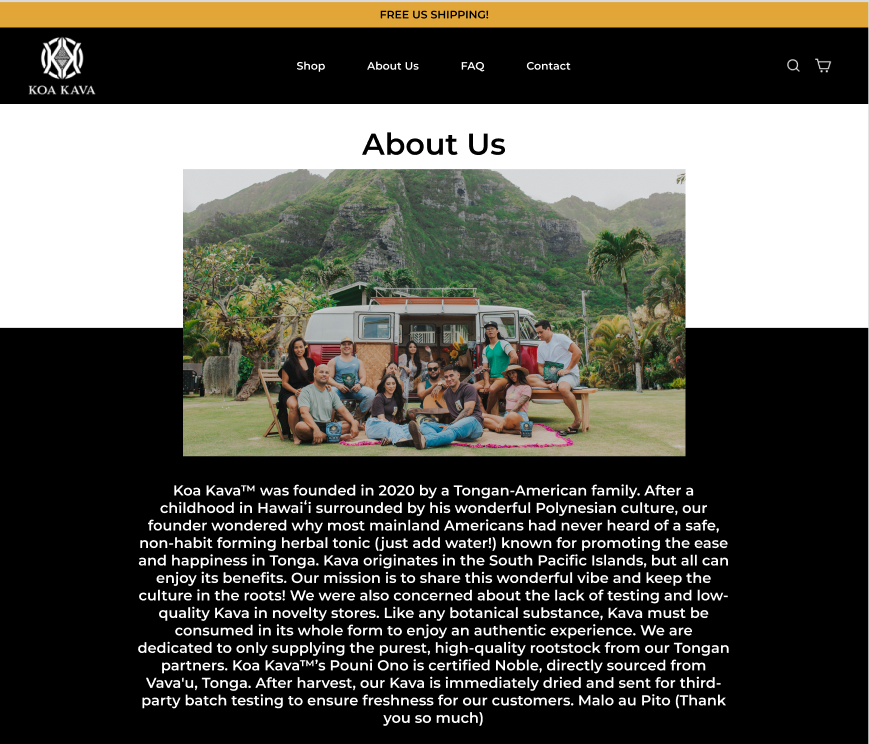 FREE US SHIPPING!
KOA KAVA
Shop
About Us
FAQ
Contact
About Us
Koa Kava™ was founded in 2020 by a Tongan-American family. After a
childhood in Hawaiʻi surrounded by his wonderful Polynesian culture, our
founder wondered why most mainland Americans had never heard of a safe,
non-habit forming herbal tonic (just add water!) known for promoting the ease
and happiness in Tonga. Kava originates in the South Pacific Islands, but all can
enjoy its benefits. Our mission is to share this wonderful vibe and keep the
culture in the roots! We were also concerned about the lack of testing and low-
quality Kava in novelty stores. Like any botanical substance, Kava must be
consumed in its whole form to enjoy an authentic experience. We are
dedicated to only supplying the purest, high-quality rootstock from our Tongan
partners. Koa Kava™’s Pouni Ono is certified Noble, directly sourced from
Vava'u, Tonga. After harvest, our Kava is immediately dried and sent for third-
party batch testing to ensure freshness for our customers. Malo au Pito (Thank
you so much)